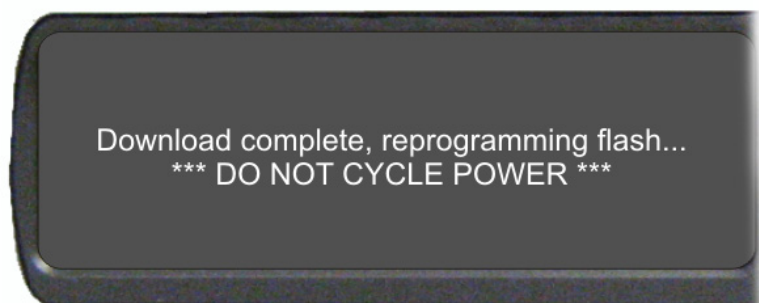 Download complete, reprogramming flash...
*** DO NOT CYCLE POWER ***